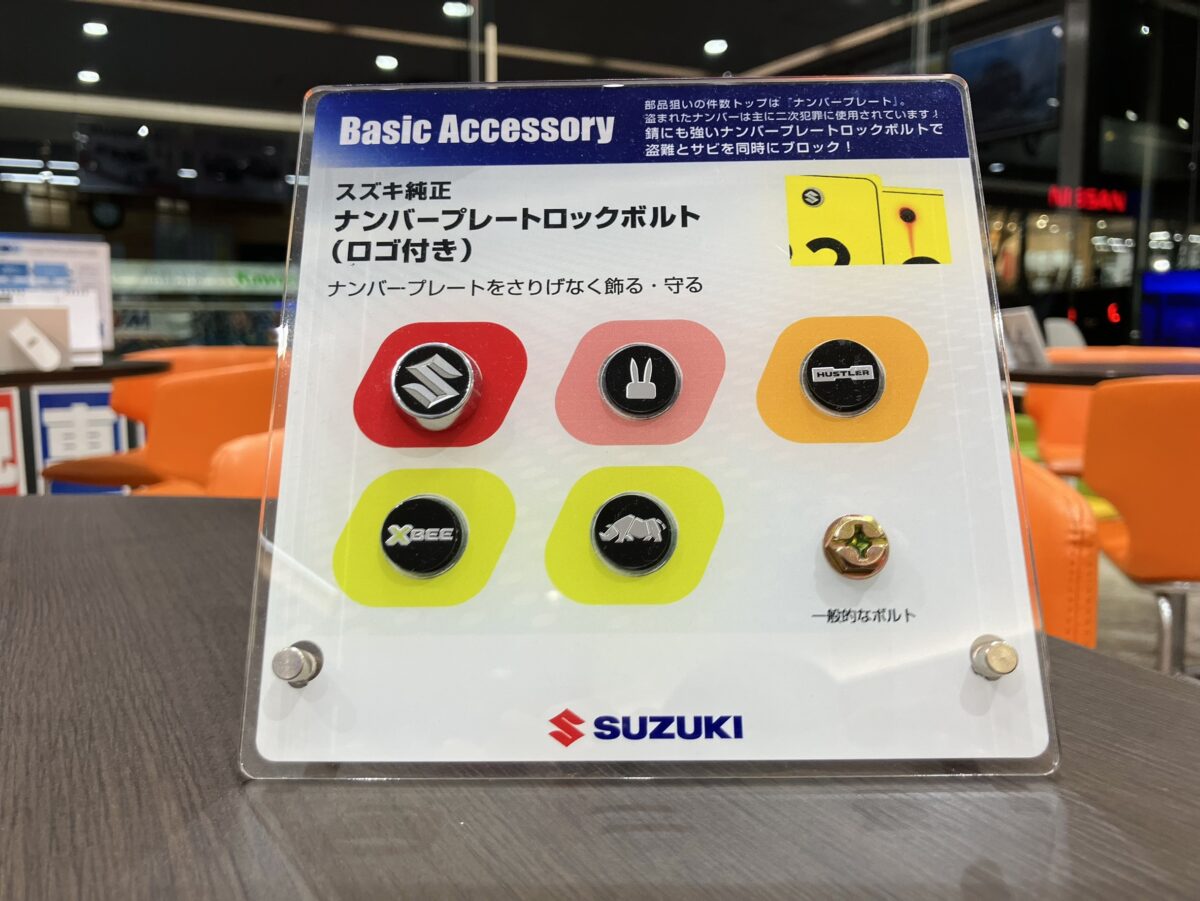 Basic Accessory
部品狙いの件数トップは『ナンバープレート』。
盗まれたナンバーは主に二次犯罪に使用されています！
錆にも強いナンバープレートロックボルトで
盗難とサビを同時にブロック！
スズキ純正
ナンバープレートロックボルト
（ロゴ付き）
ナンバープレートをさりげなく飾る・守る
HUSTLER
XBEE
一般的なボルト
SUZUKI
NISSAN